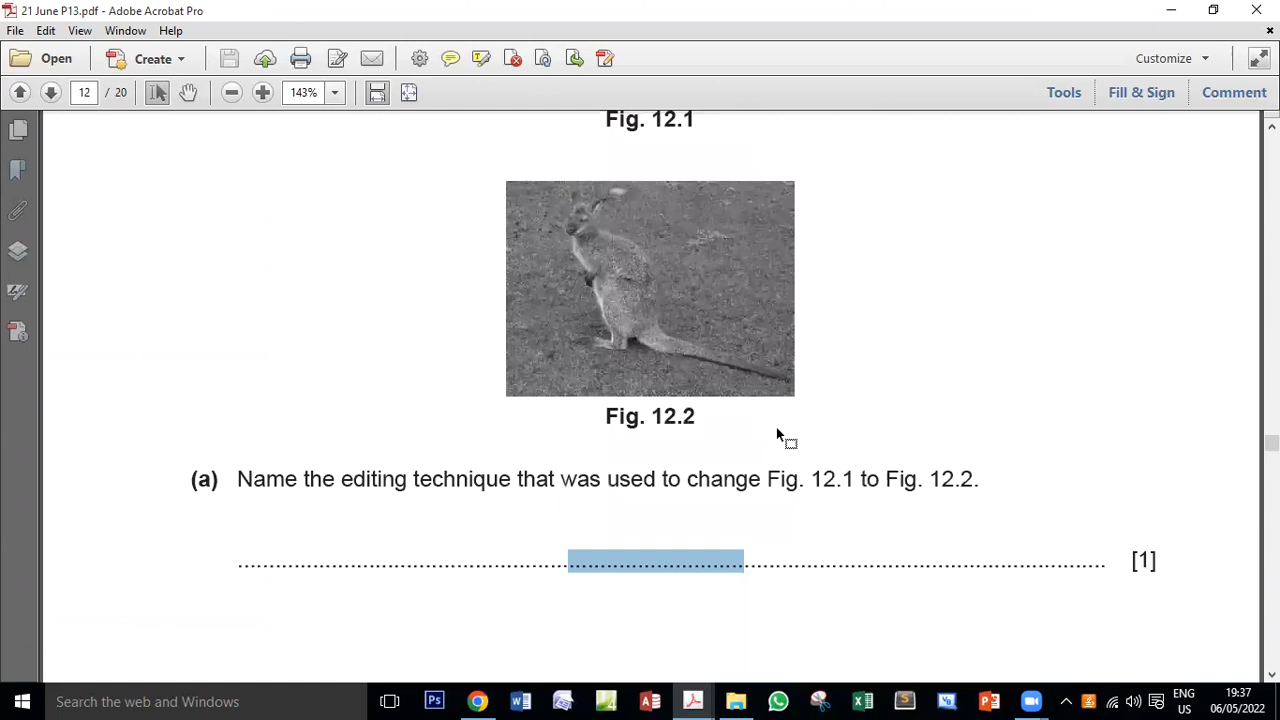 21 June P13.pdf - Adobe Acrobat Pro
File Edit View Window Help
Open Create Customize
12 / 20 143% Tools Fill & Sign Comment
Fig. 12.1
Fig. 12.2
(a) Name the editing technique that was used to change Fig. 12.1 to Fig. 12.2.
.................................................................................................................. [1]
Search the web and Windows
ENG
US
19:37
06/05/2022